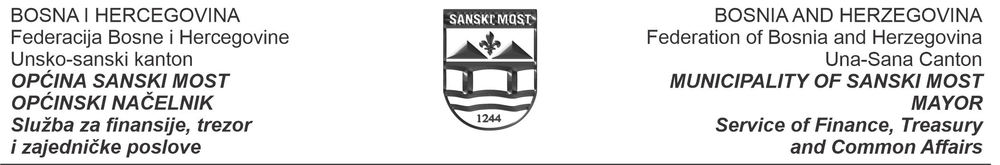 BOSNA I HERCEGOVINA
Federacija Bosne i Hercegovine
Unsko-sanski kanton
OPĆINA SANSKI MOST
OPĆINSKI NAČELNIK
Služba za finansije, trezor
i zajedničke poslove
SANSKI MOST
1244
BOSNIA AND HERZEGOVINA
Federation of Bosnia and Herzegovina
Una-Sana Canton
MUNICIPALITY OF SANSKI MOST
MAYOR
Service of Finance, Treasury
and Common Affairs